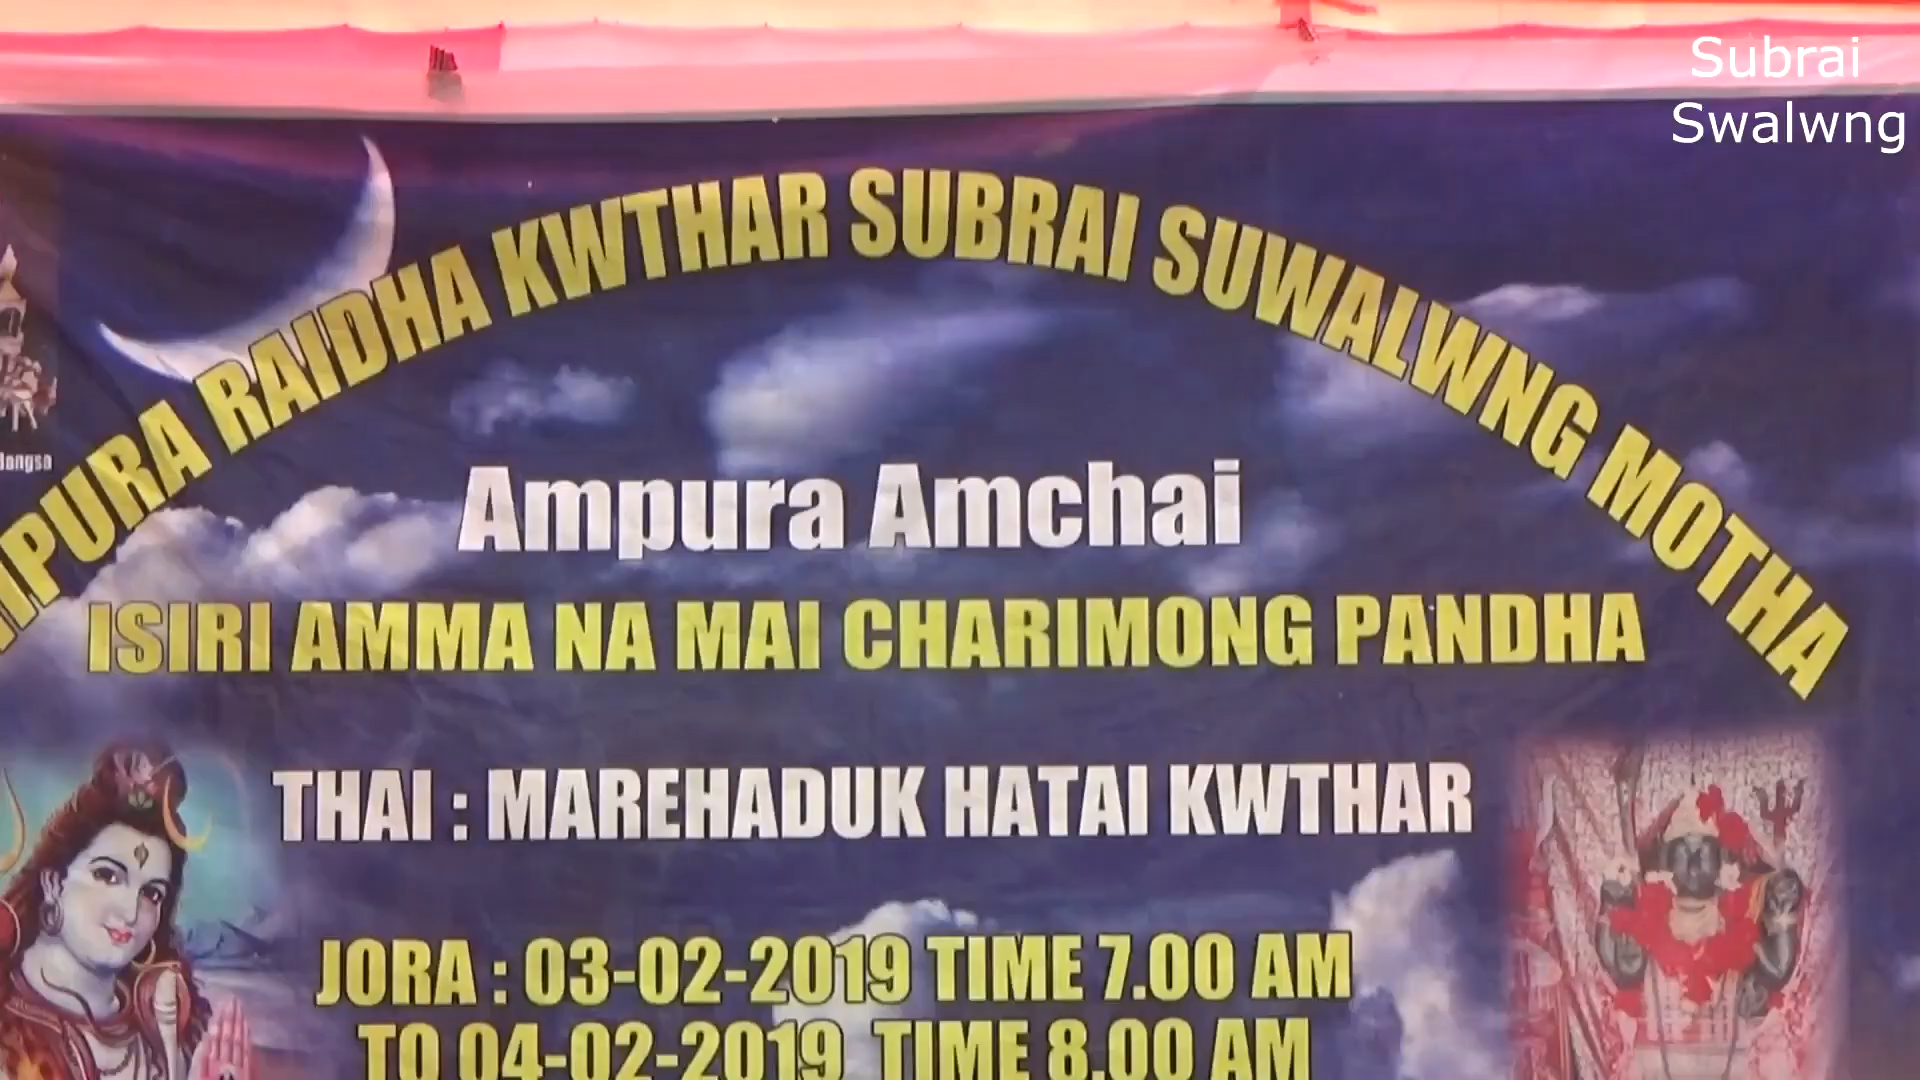 Subrai
Swalwng
RAIDHA KWTHAR SUBRAI SUWALWNG MOTHA
Jangsa
Ampura Amchai
ISIRI AMMA NA MAI CHARIMONG PANDHA
THAI : MAREHADUK HATAI KWTHAR
JORA : 03-02-2019 TIME 7.00 AM
TO 04-02-2019 TIME 8.00 AM